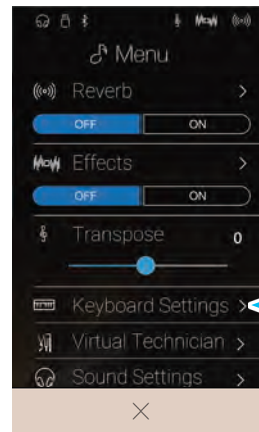 Menu
Reverb >
OFF ON
Effects >
OFF ON
Transpose 0
Keyboard Settings >
Virtual Technician >
Sound Settings >